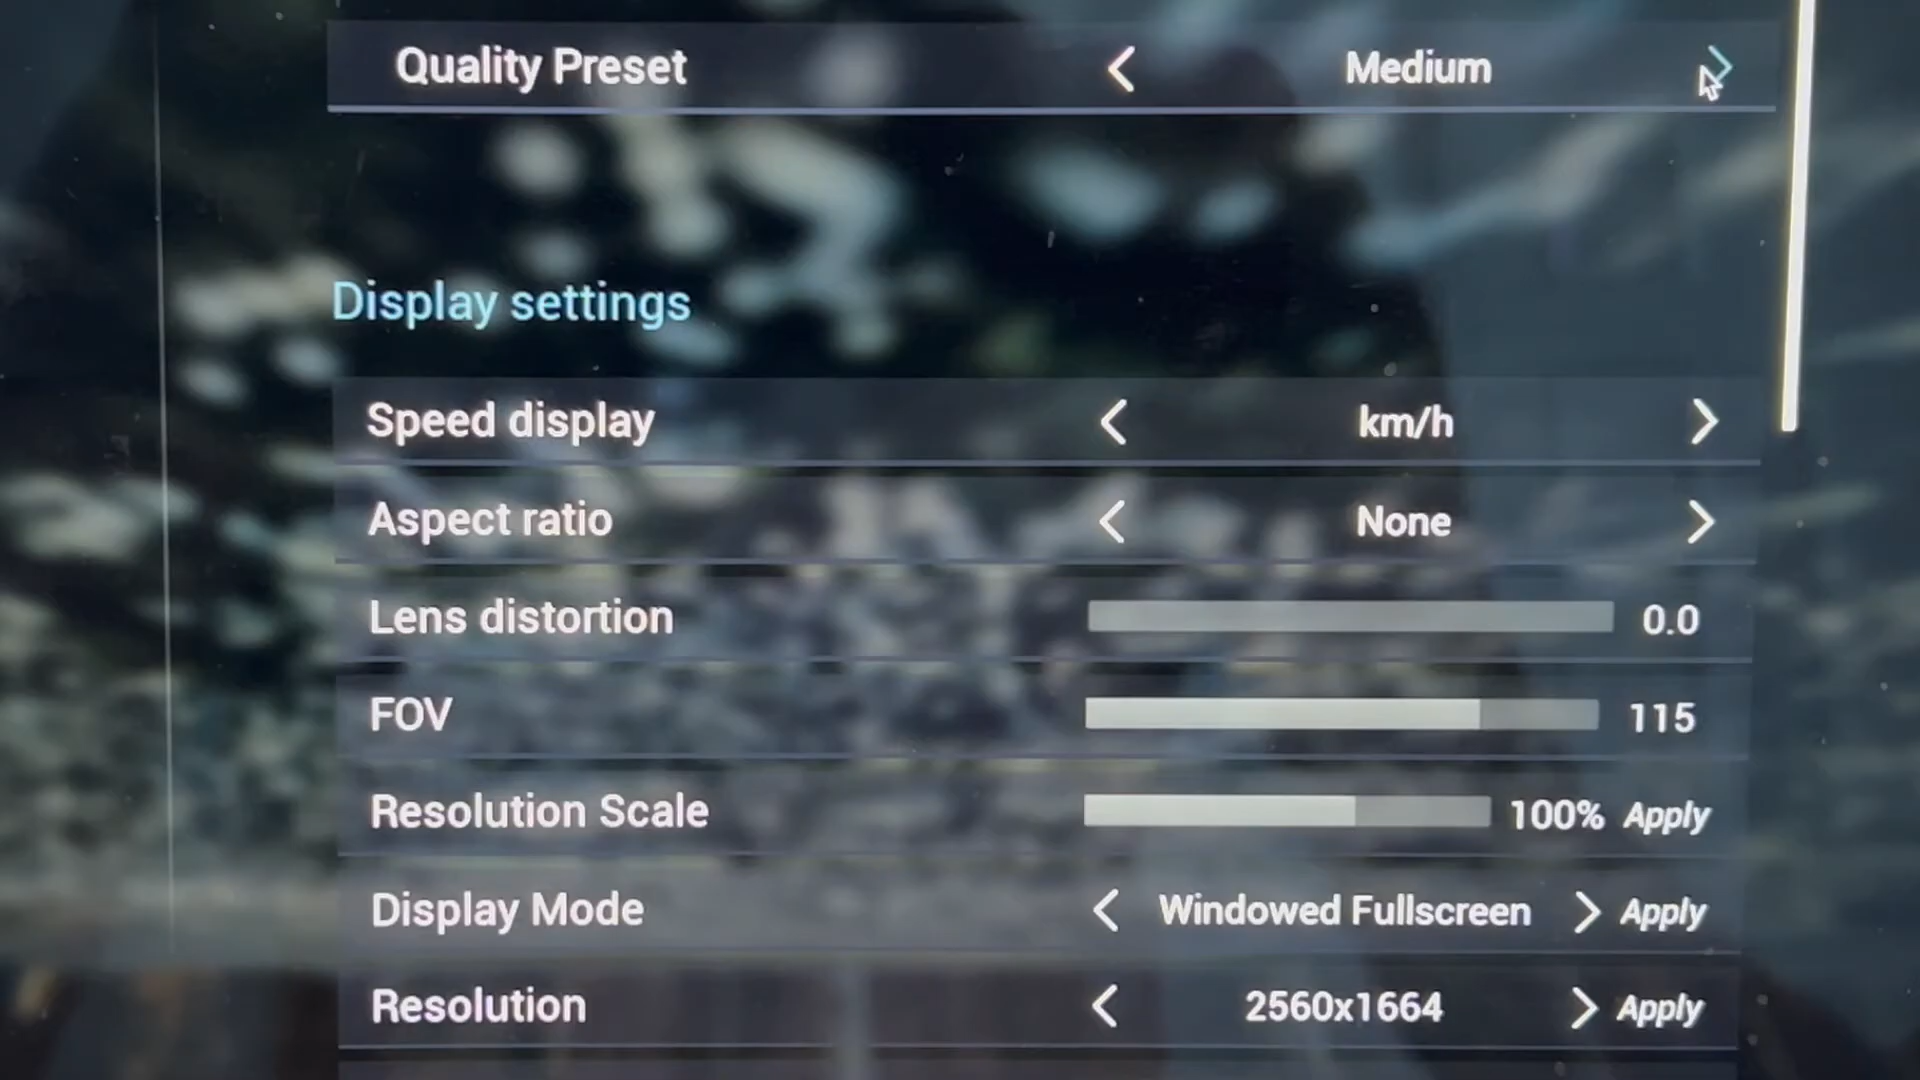 Quality Preset Medium
Display settings
Speed display km/h
Aspect ratio None
Lens distortion 0.0
FOV 115
Resolution Scale 100% Apply
Display Mode Windowed Fullscreen Apply
Resolution 2560x1664 Apply